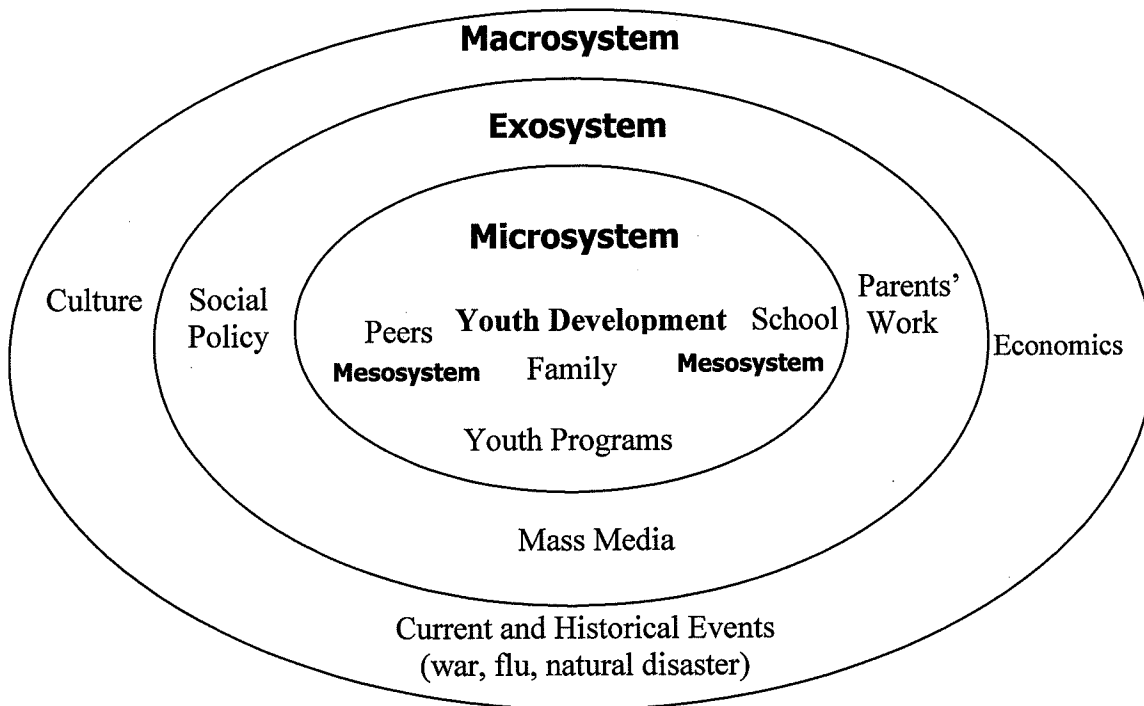 Macrosystem
Exosystem
Microsystem
Culture
Social
Policy
Peers
Youth Development
School
Parents'
Work
Economics
Mesosystem
Family
Mesosystem
Youth Programs
Mass Media
Current and Historical Events
(war, flu, natural disaster)